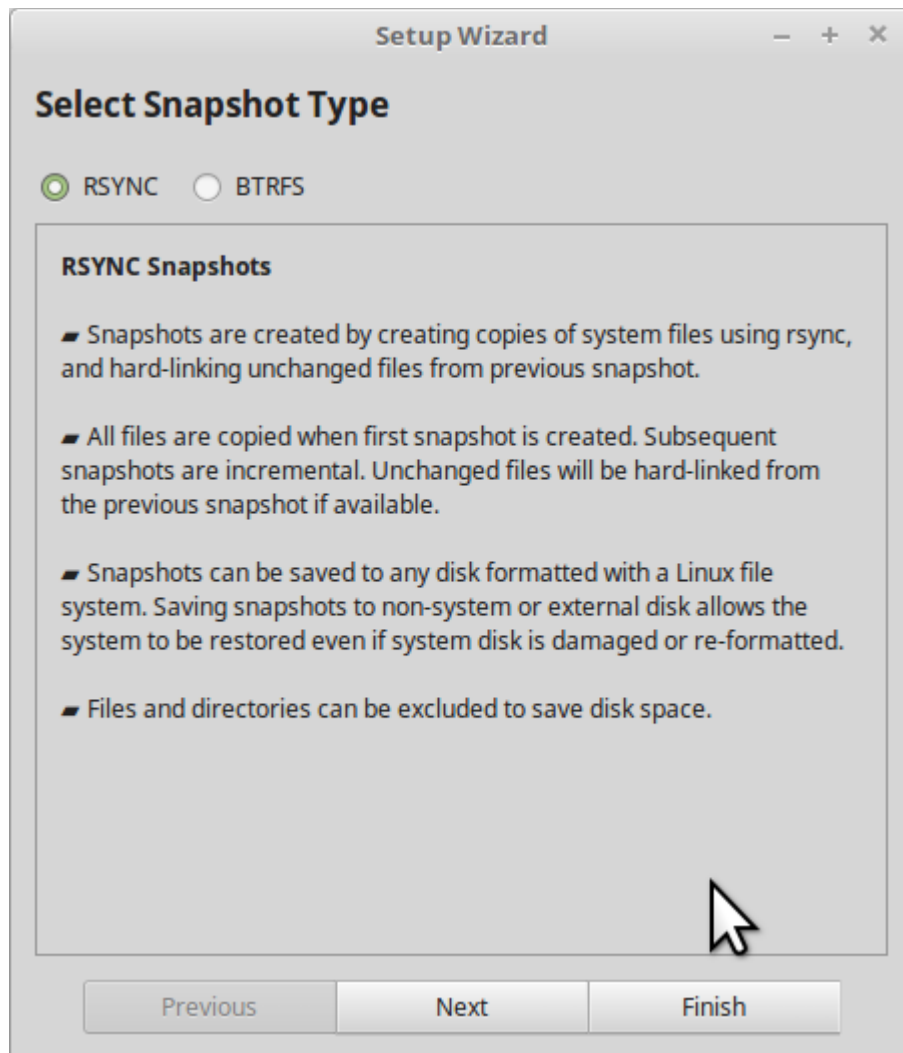 Setup Wizard
Select Snapshot Type
RSYNC BTRFS
RSYNC Snapshots
▰ Snapshots are created by creating copies of system files using rsync,
and hard-linking unchanged files from previous snapshot.
▰ All files are copied when first snapshot is created. Subsequent
snapshots are incremental. Unchanged files will be hard-linked from
the previous snapshot if available.
▰ Snapshots can be saved to any disk formatted with a Linux file
system. Saving snapshots to non-system or external disk allows the
system to be restored even if system disk is damaged or re-formatted.
▰ Files and directories can be excluded to save disk space.
Previous Next Finish